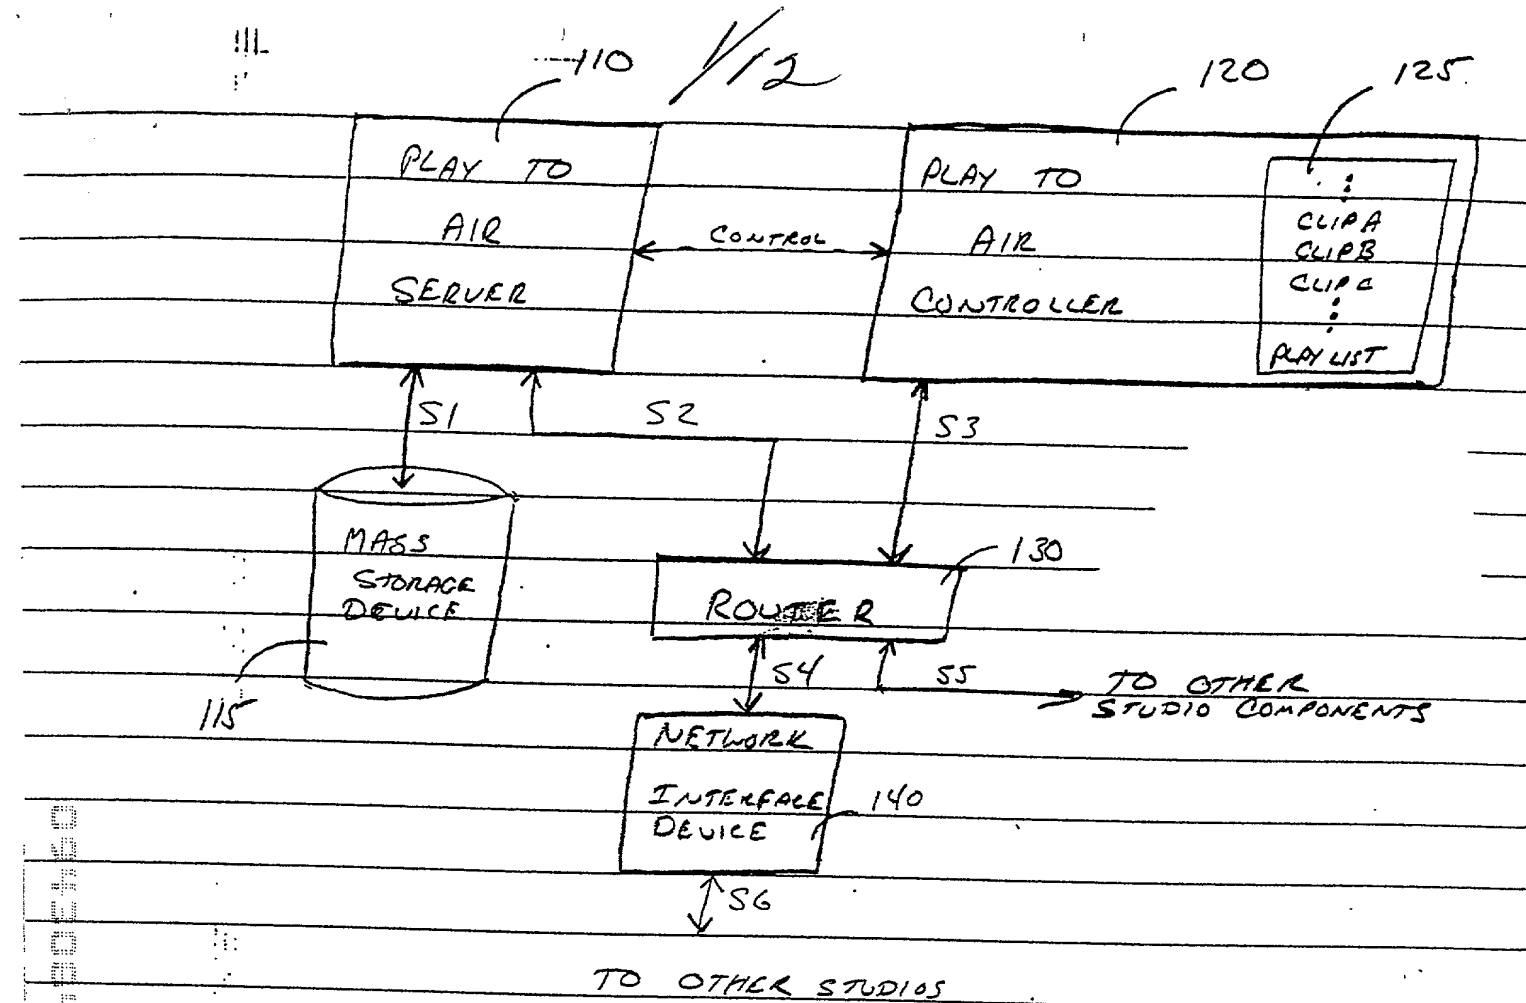 110
1/12
120
125
PLAY TO
AIR
SERVER
CONTROL
PLAY TO
AIR
CONTROLLER
CLIP A
CLIP B
CLIP C
PLAY LIST
S1
S2
S3
MASS
STORAGE
DEVICE
115
130
ROUTER
S4
S5
TO OTHER
STUDIO COMPONENTS
NETWORK
INTERFACE
DEVICE
140
S6
TO OTHER STUDIOS